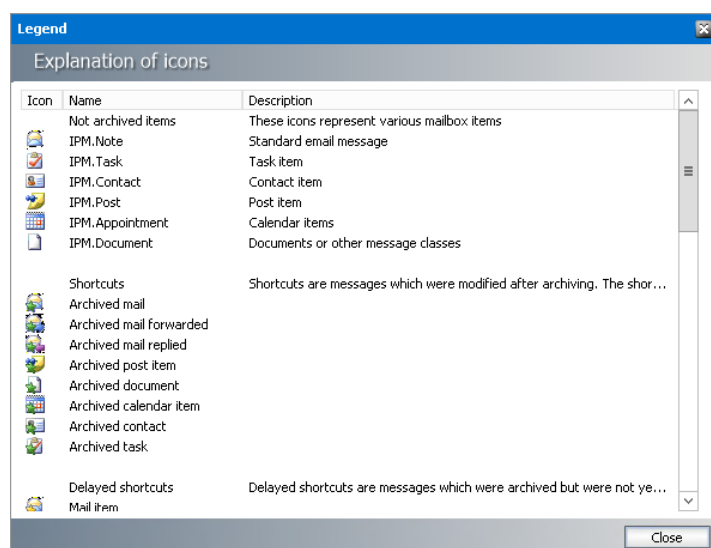 Legend
Explanation of icons
Icon Name Description
Not archived items These icons represent various mailbox items
IPM.Note Standard email message
IPM.Task Task item
IPM.Contact Contact item
IPM.Post Post item
IPM.Appointment Calendar items
IPM.Document Documents or other message classes
Shortcuts Shortcuts are messages which were modified after archiving. The shor...
Archived mail
Archived mail forwarded
Archived mail replied
Archived post item
Archived document
Archived calendar item
Archived contact
Archived task
Delayed shortcuts Delayed shortcuts are messages which were archived but were not ye...
Mail item
Close